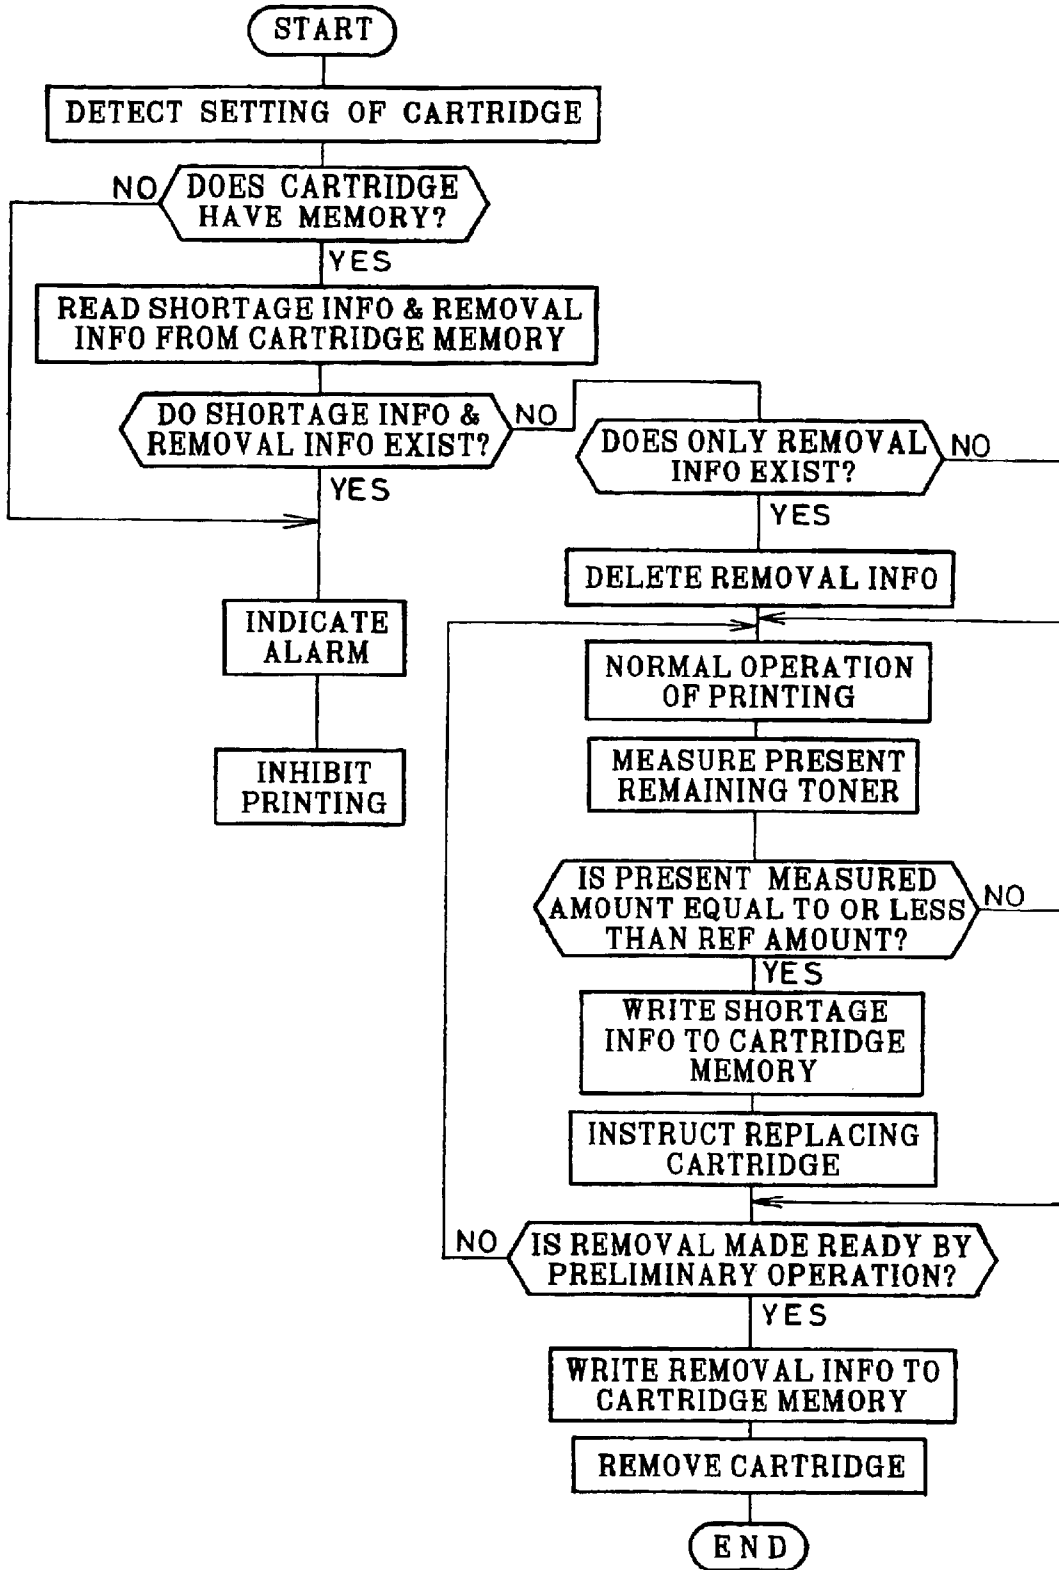 START
DETECT SETTING OF CARTRIDGE
NO
DOES CARTRIDGE
HAVE MEMORY?
YES
READ SHORTAGE INFO & REMOVAL
INFO FROM CARTRIDGE MEMORY
DO SHORTAGE INFO &
REMOVAL INFO EXIST?
NO
YES
DOES ONLY REMOVAL
INFO EXIST?
NO
YES
INDICATE
ALARM
INHIBIT
PRINTING
DELETE REMOVAL INFO
NORMAL OPERATION
OF PRINTING
MEASURE PRESENT
REMAINING TONER
IS PRESENT MEASURED
AMOUNT EQUAL TO OR LESS
THAN REF AMOUNT?
NO
YES
WRITE SHORTAGE
INFO TO CARTRIDGE
MEMORY
INSTRUCT REPLACING
CARTRIDGE
NO
IS REMOVAL MADE READY BY
PRELIMINARY OPERATION?
YES
WRITE REMOVAL INFO TO
CARTRIDGE MEMORY
REMOVE CARTRIDGE
END